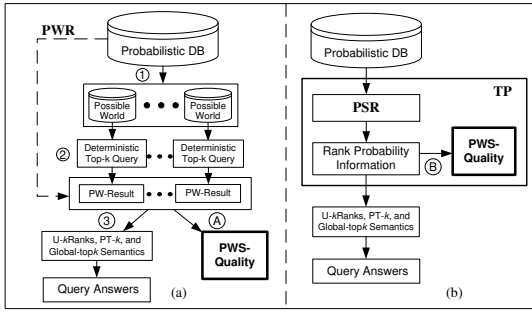 PWR
Probabilistic DB
①
Possible World
Possible World
②
Deterministic Top-k Query
Deterministic Top-k Query
PW-Result
PW-Result
③
A
U-kRanks, PT-k, and Global-topk Semantics
PWS-Quality
Query Answers
(a)
Probabilistic DB
TP
PSR
Rank Probability Information
B
PWS-Quality
U-kRanks, PT-k, and Global-topk Semantics
Query Answers
(b)